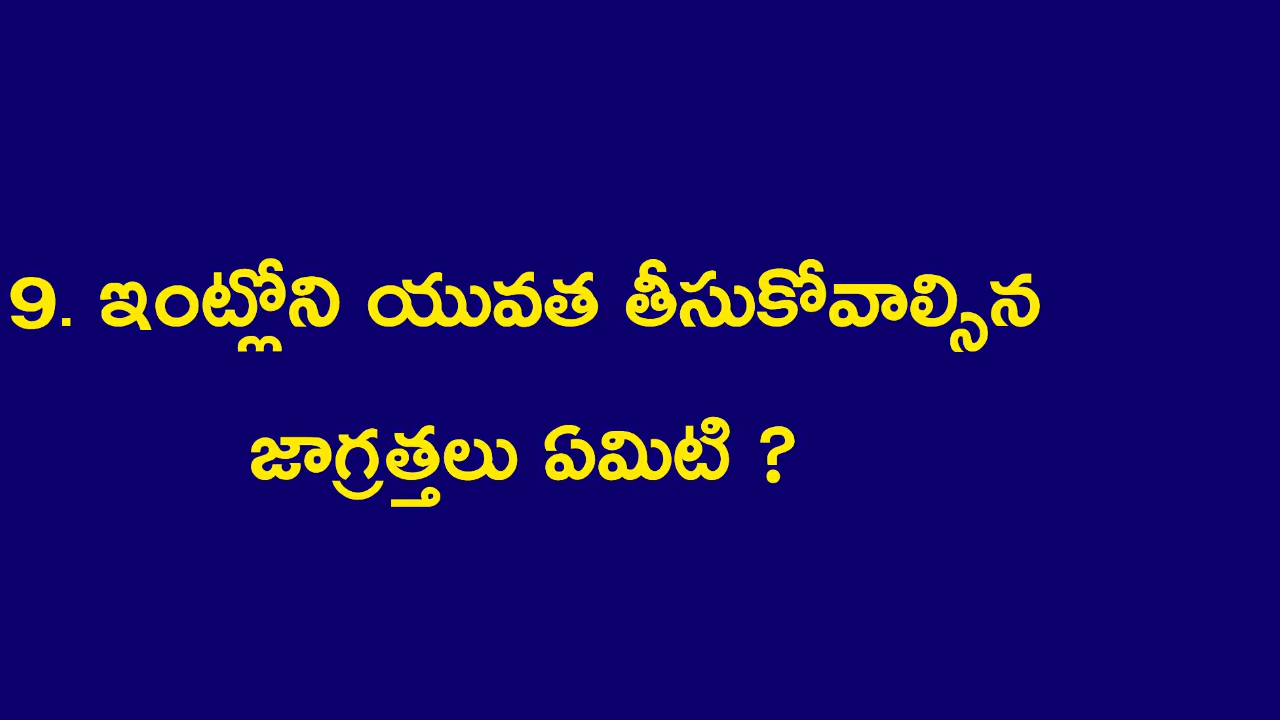 9. ఇంట్లోని యువత తీసుకోవాల్సిన
జాగ్రత్తలు ఏమిటి ?